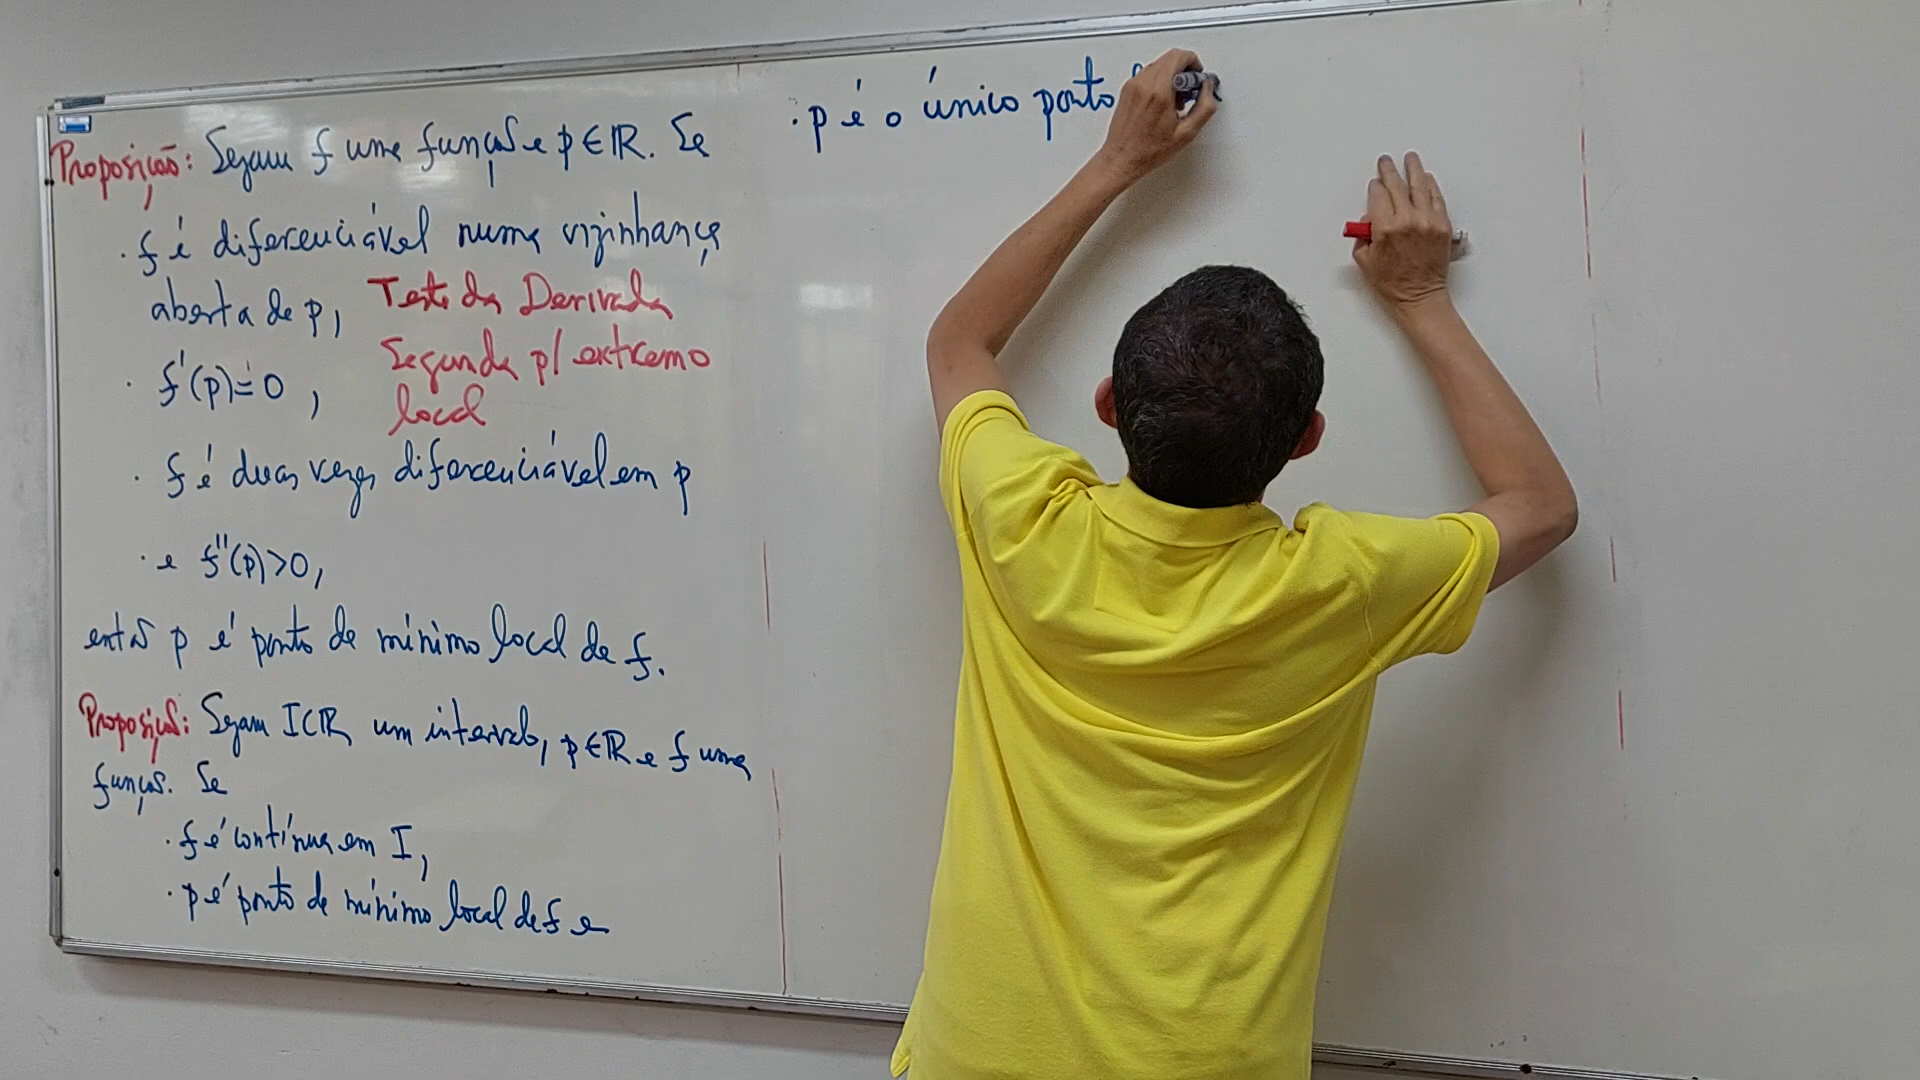 Proposição: Sejam f uma função e p ∈ ℝ. Se
· f é diferenciável numa vizinhança
aberta de p,
· f'(p)=0 ,
Teste da Derivada
Segunda p/ extremo
local
· f é duas vezes diferenciável em p
· e f''(p)>0,
então p é ponto de mínimo local de f.
Proposição: Sejam I⊂ℝ um intervalo, p∈ℝ e f uma
função. Se
· f é contínua em I,
· p é ponto de mínimo local de f e
· p é o único ponto